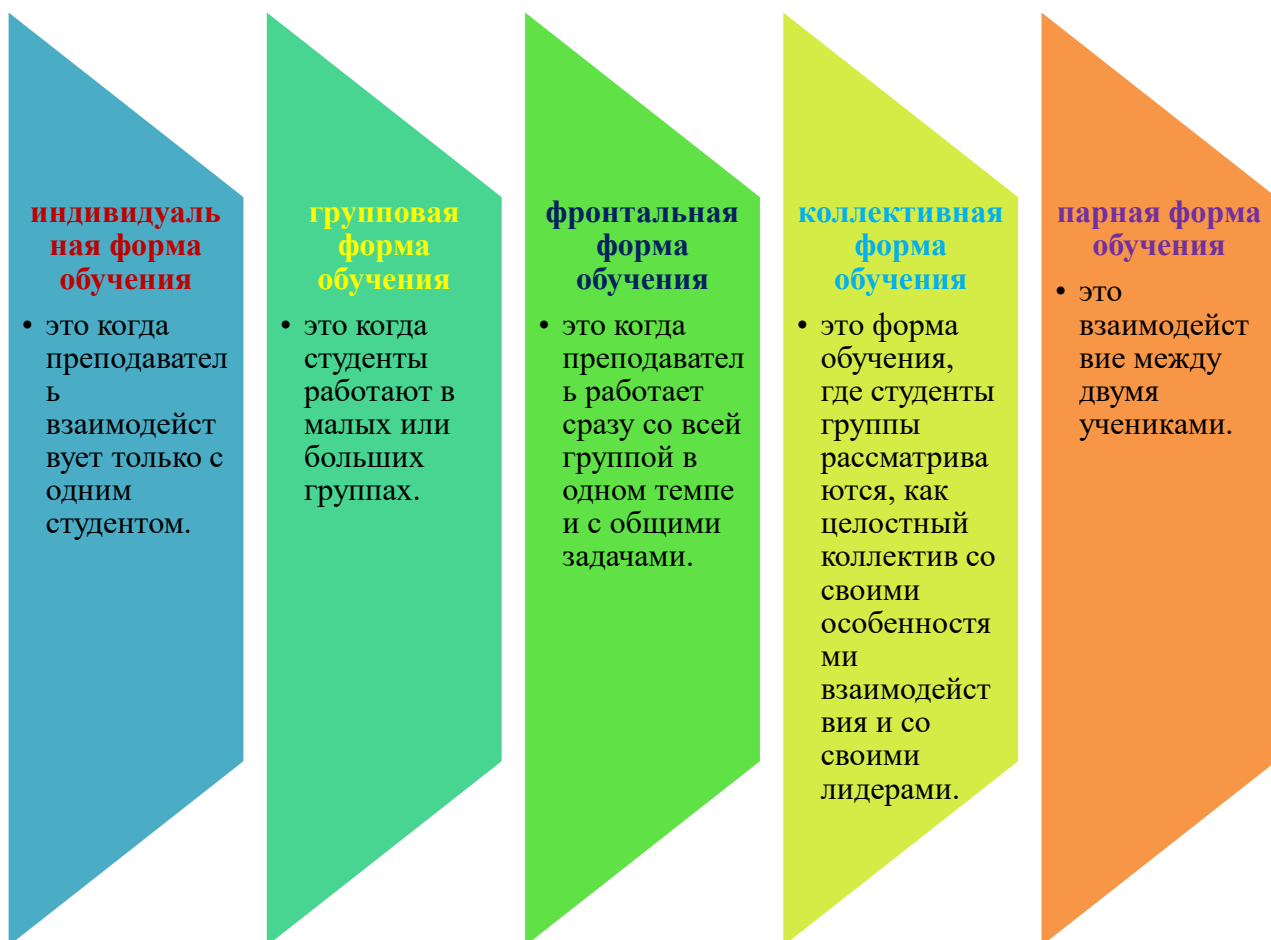 индивидуаль
ная форма
обучения
• это когда
преподавател
ь
взаимодейст
вует только с
одним
студентом.
групповая
форма
обучения
• это когда
студенты
работают в
малых или
больших
группах.
фронтальная
форма
обучения
• это когда
преподавател
ь работает
сразу со всей
группой в
одном темпе
и с общими
задачами.
коллективная
форма
обучения
• это форма
обучения,
где студенты
группы
рассматрива
ются, как
целостный
коллектив со
своими
особенностя
ми
взаимодейст
вия и со
своими
лидерами.
парная форма
обучения
• это
взаимодейст
вие между
двумя
учениками.